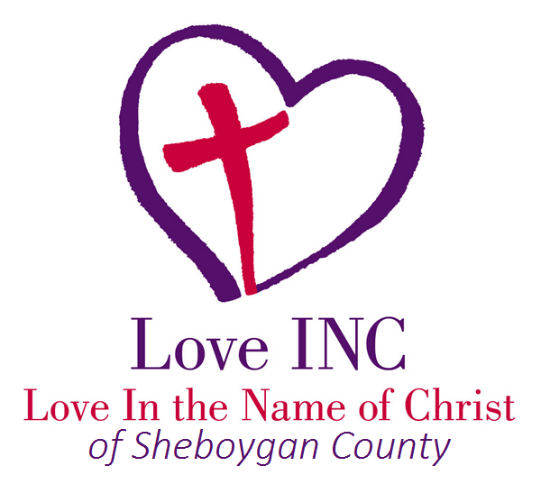 Love INC
Love In the Name of Christ
of Sheboygan County